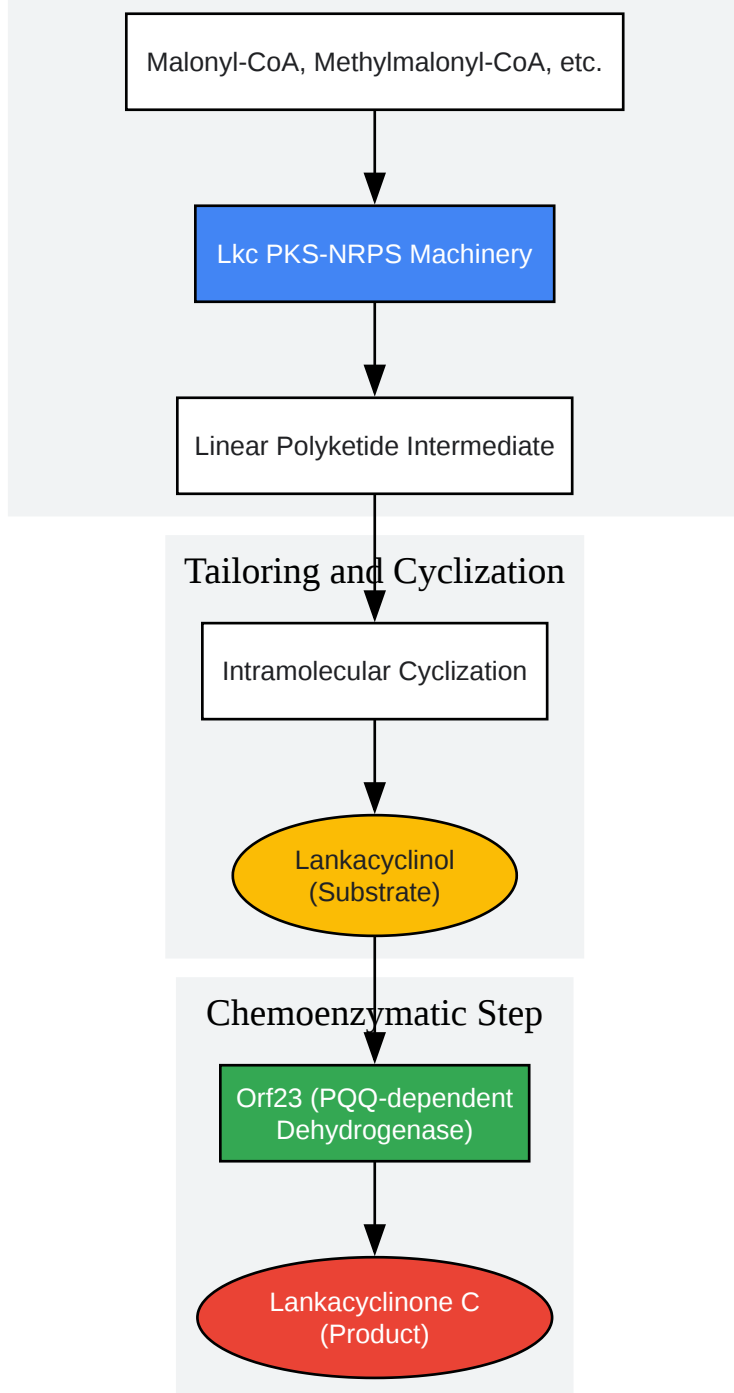 Malonyl-CoA, Methylmalonyl-CoA, etc.
Lkc PKS-NRPS Machinery
Linear Polyketide Intermediate
Tailoring and Cyclization
Intramolecular Cyclization
Lankacyclinol
(Substrate)
Chemoenzymatic Step
Orf23 (PQQ-dependent
Dehydrogenase)
Lankacyclinone C
(Product)